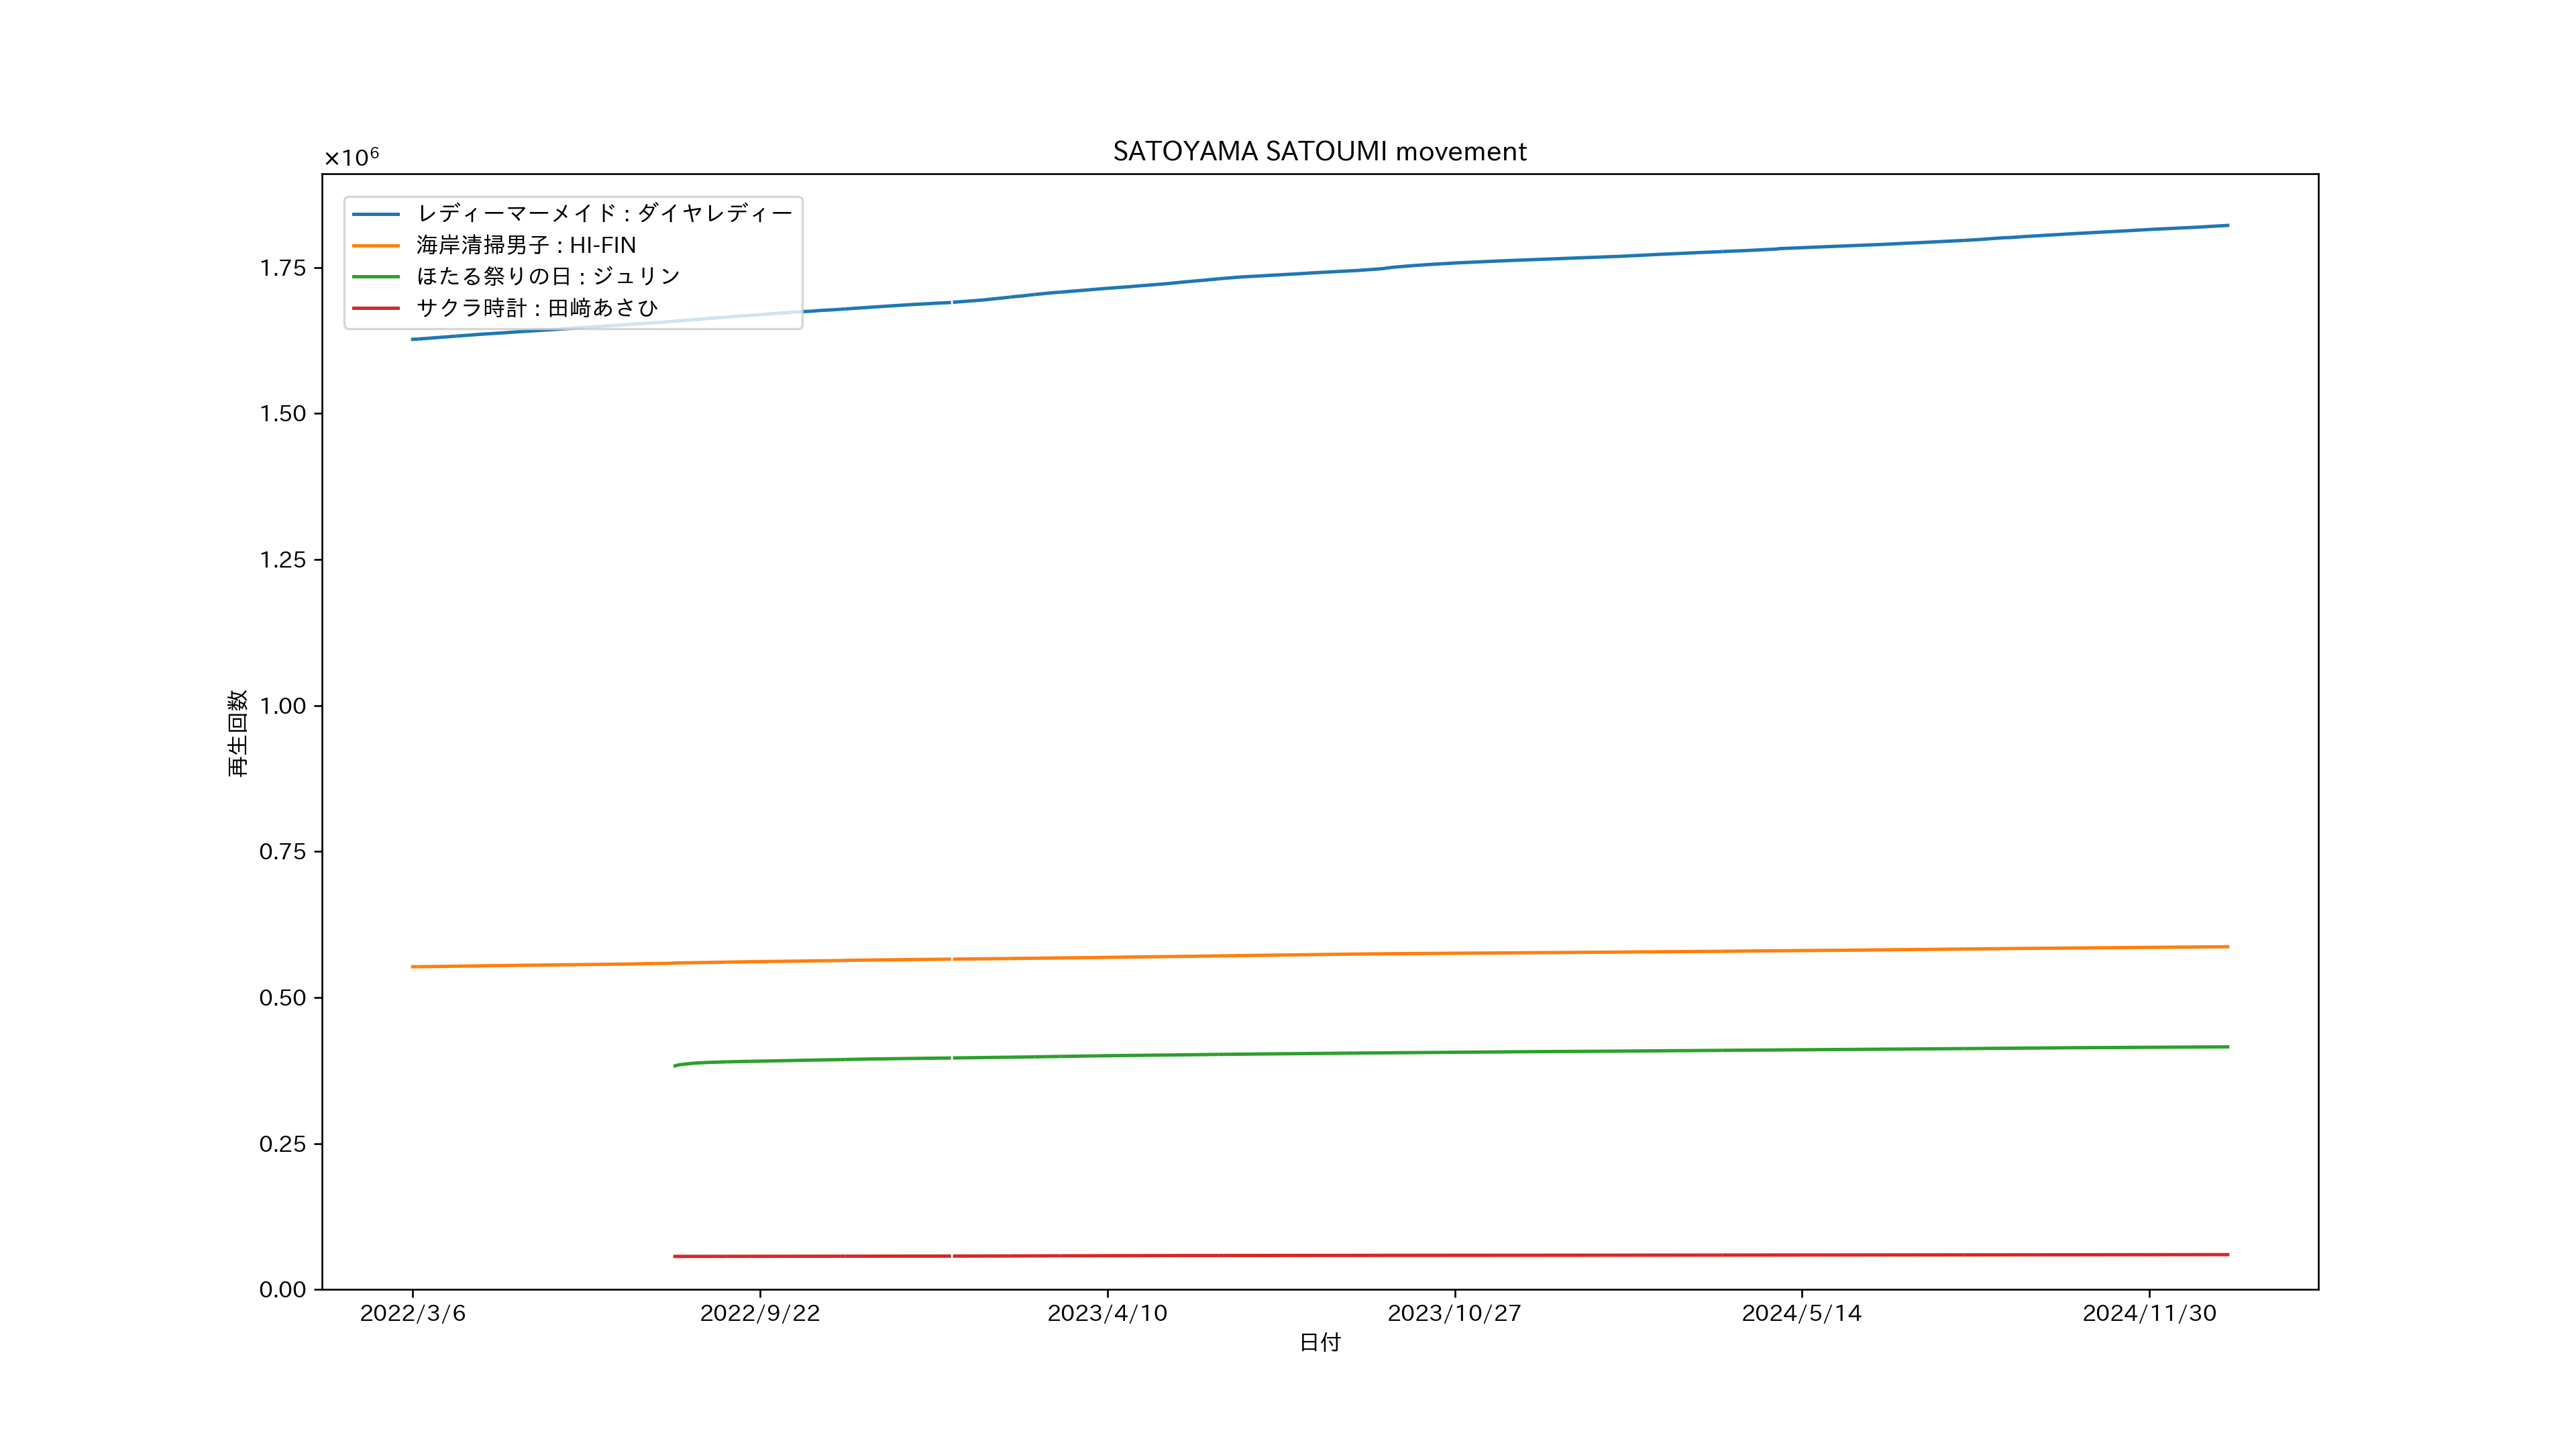 SATOYAMA SATOUMI movement
×10⁶
レディーマーメイド : ダイヤレディー
海岸清掃男子 : HI-FIN
ほたる祭りの日 : ジュリン
サクラ時計 : 田﨑あさひ
1.75
1.50
1.25
1.00
0.75
0.50
0.25
0.00
再生回数
2022/3/6
2022/9/22
2023/4/10
2023/10/27
2024/5/14
2024/11/30
日付